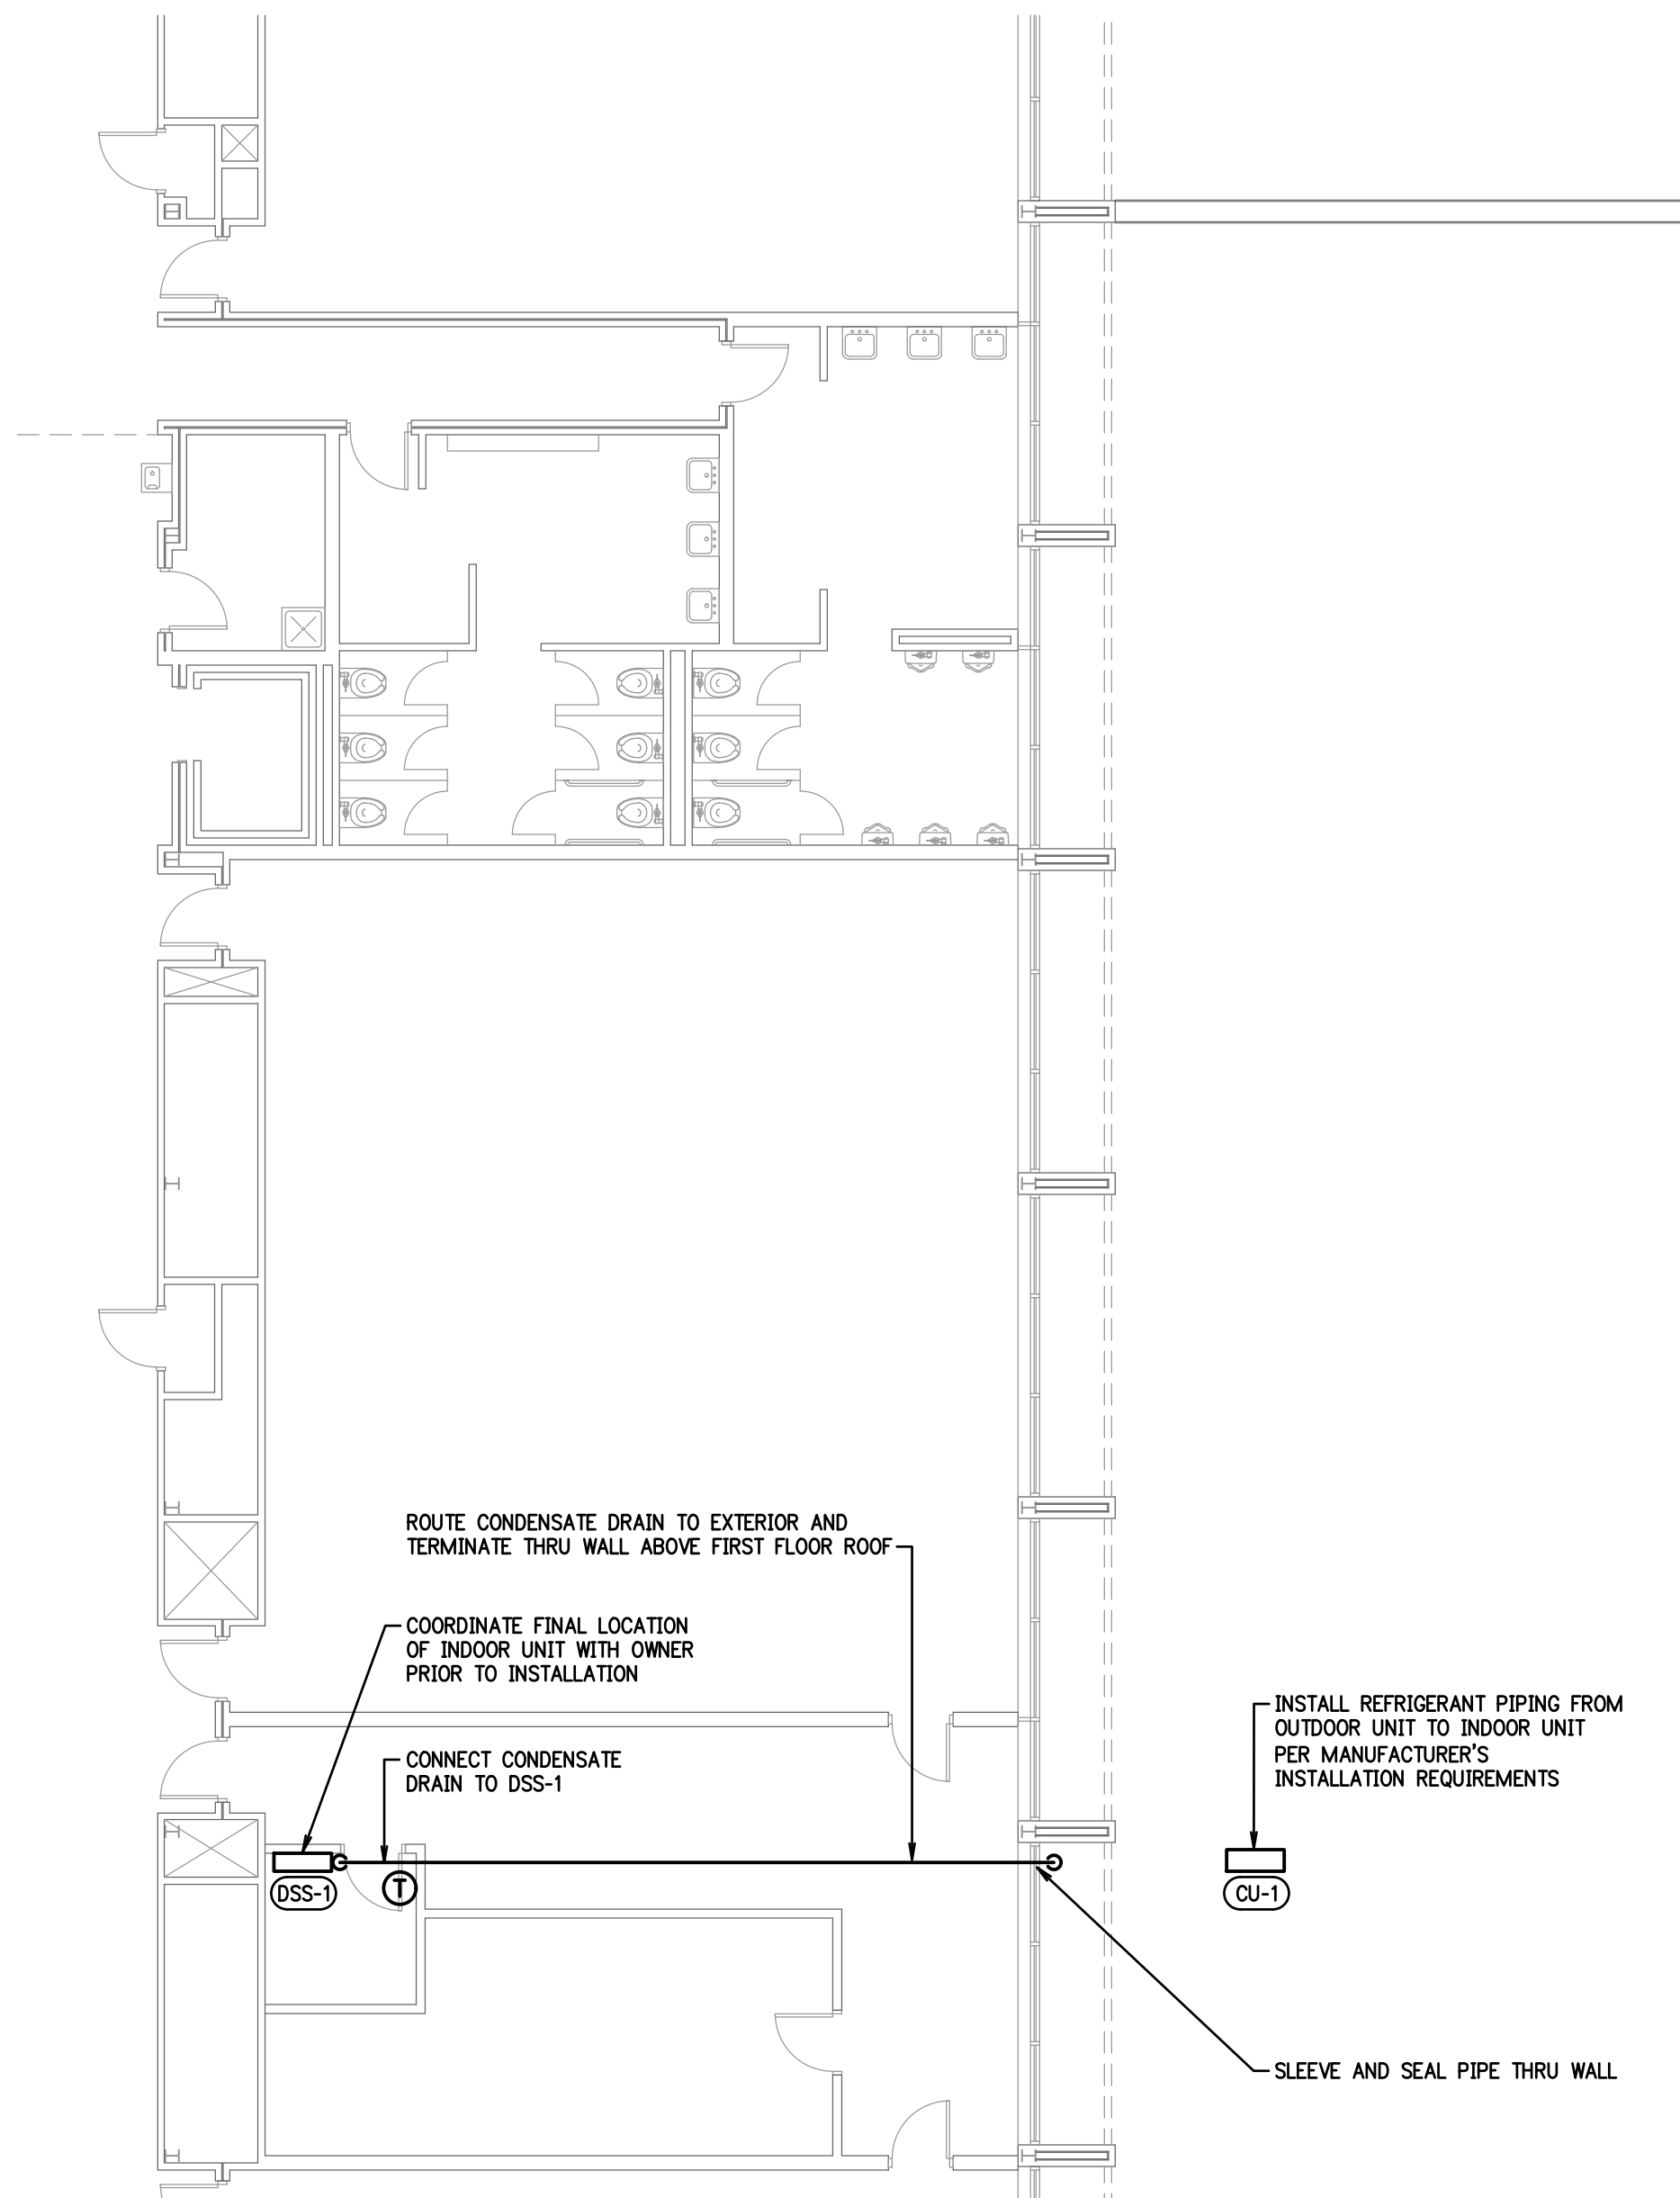 ROUTE CONDENSATE DRAIN TO EXTERIOR AND
TERMINATE THRU WALL ABOVE FIRST FLOOR ROOF
COORDINATE FINAL LOCATION
OF INDOOR UNIT WITH OWNER
PRIOR TO INSTALLATION
INSTALL REFRIGERANT PIPING FROM
OUTDOOR UNIT TO INDOOR UNIT
PER MANUFACTURER'S
INSTALLATION REQUIREMENTS
CONNECT CONDENSATE
DRAIN TO DSS-1
DSS-1
T
CU-1
SLEEVE AND SEAL PIPE THRU WALL